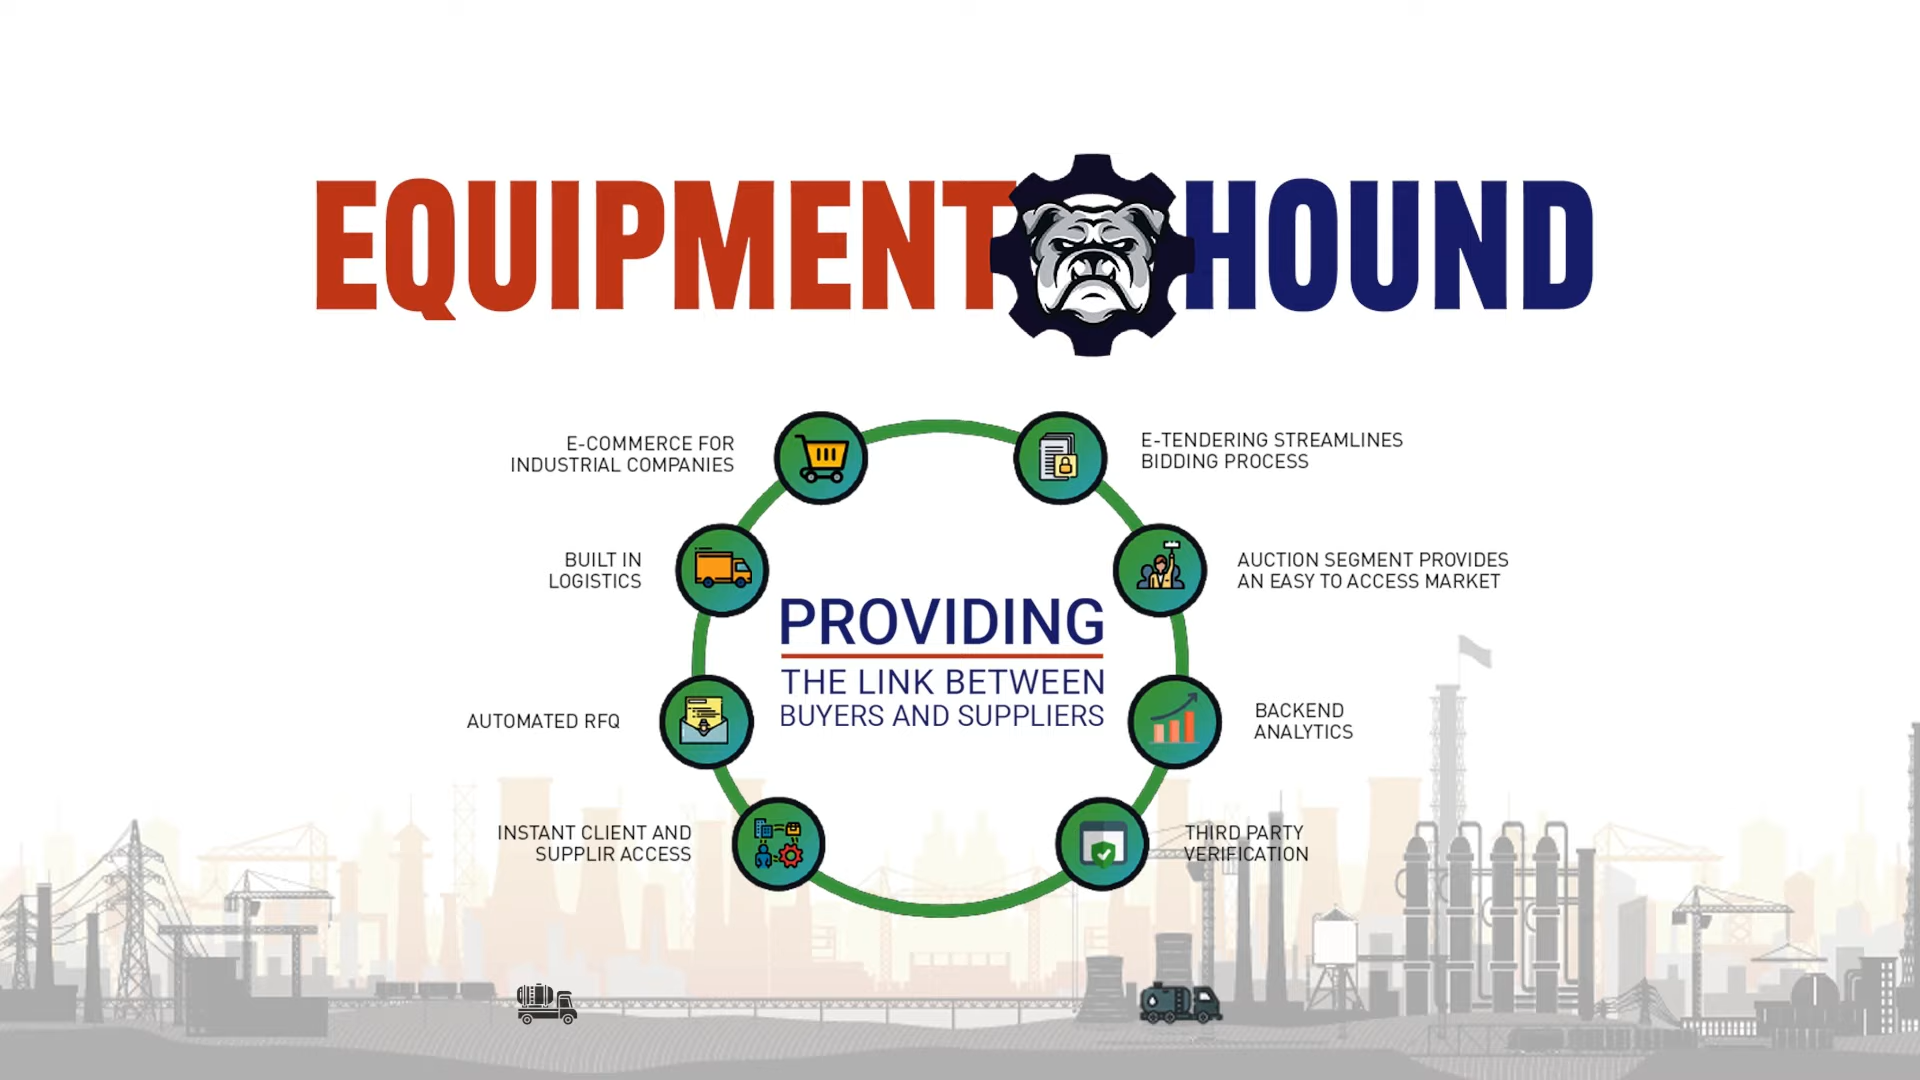 EQUIPMENT HOUND
E-COMMERCE FOR
INDUSTRIAL COMPANIES
E-TENDERING STREAMLINES
BIDDING PROCESS
BUILT IN
LOGISTICS
AUCTION SEGMENT PROVIDES
AN EASY TO ACCESS MARKET
PROVIDING
THE LINK BETWEEN
BUYERS AND SUPPLIERS
AUTOMATED RFQ
BACKEND
ANALYTICS
INSTANT CLIENT AND
SUPPLIR ACCESS
THIRD PARTY
VERIFICATION